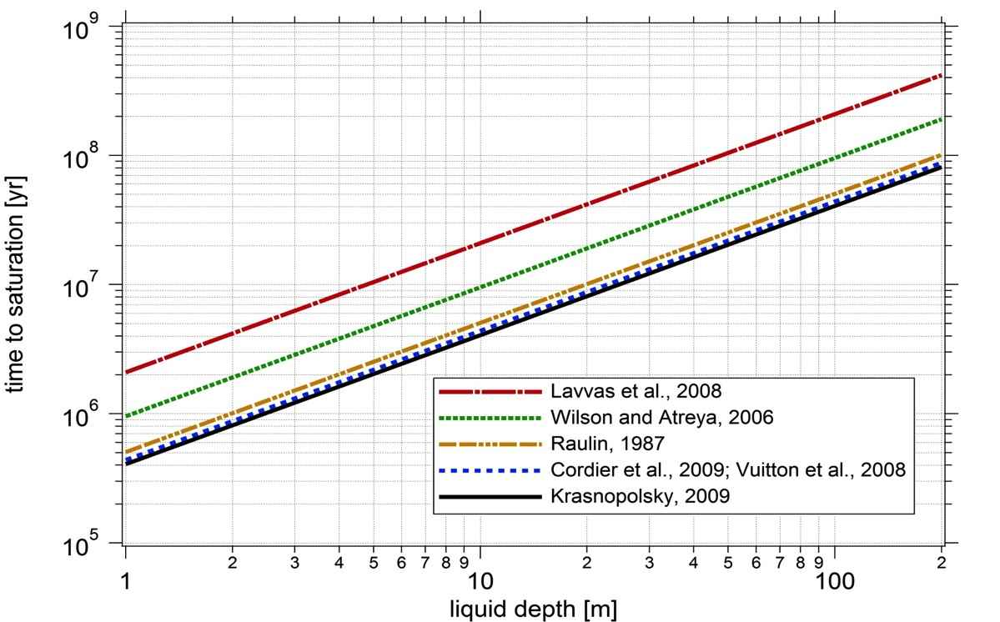 10⁹
10⁸
10⁷
10⁶
10⁵
time to saturation [yr]
Lavvas et al., 2008
Wilson and Atreya, 2006
Raulin, 1987
Cordier et al., 2009; Vuitton et al., 2008
Krasnopolsky, 2009
2 3 4 5 6 7 8 9 2 3 4 5 6 7 8 9 2
1 10 100
liquid depth [m]